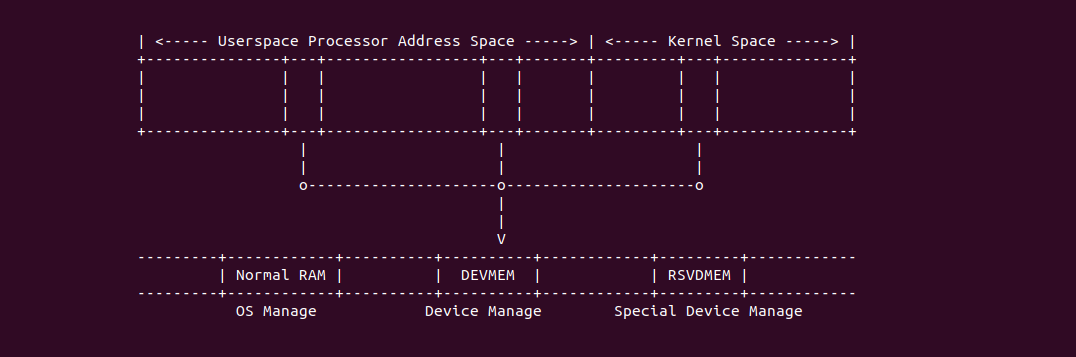 | <----- Userspace Processor Address Space -----> | <----- Kernel Space -----> |
+---------------+---+-----------------+---+-------+---------+---+--------------+
|               |   |                 |   |       |         |   |              |
|               |   |                 |   |       |         |   |              |
|               |   |                 |   |       |         |   |              |
+---------------+---+-----------------+---+-------+---------+---+--------------+
                  |                     |                     |
                  |                     |                     |
                  o---------------------o---------------------o
                                        |
                                        |
                                        V
---------+------------+----------+----------+------------+---------+------------
         | Normal RAM |          |  DEVMEM  |            | RSVDMEM |
---------+------------+----------+----------+------------+---------+------------
           OS Manage            Device Manage        Special Device Manage